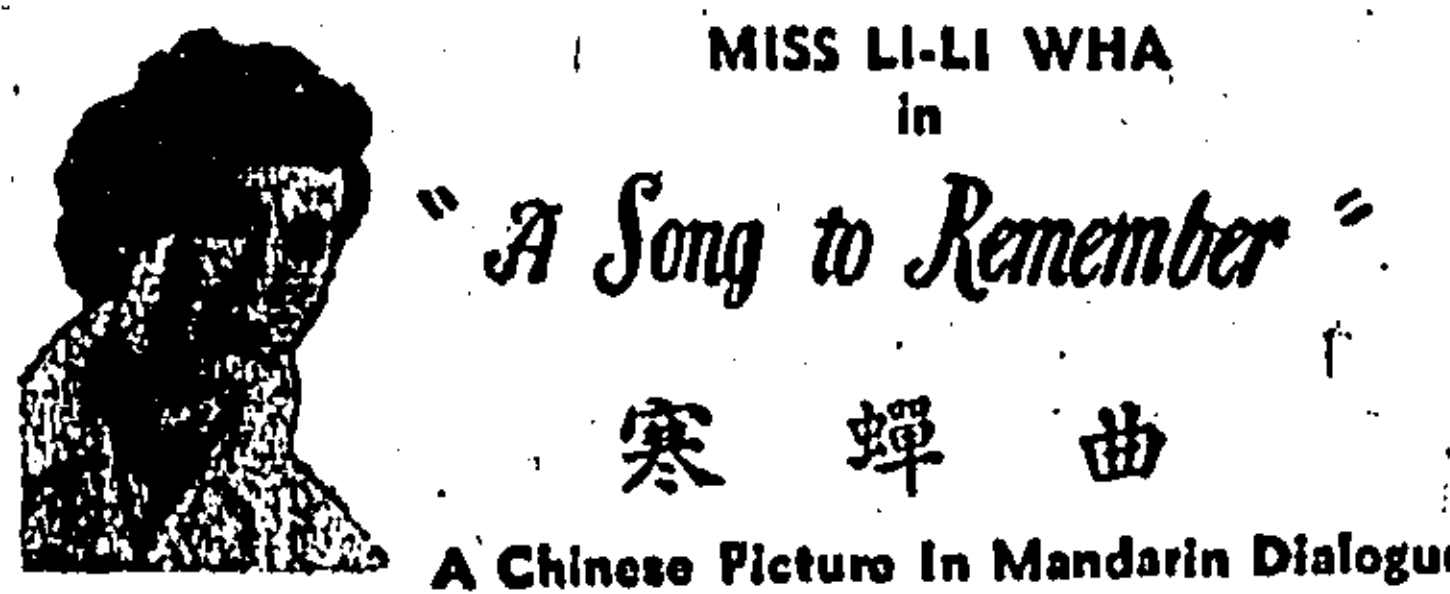 MISS LI-LI WHA
in
"A Song to Remember"
寒蟬曲
A Chinese Picture In Mandarin Dialogue